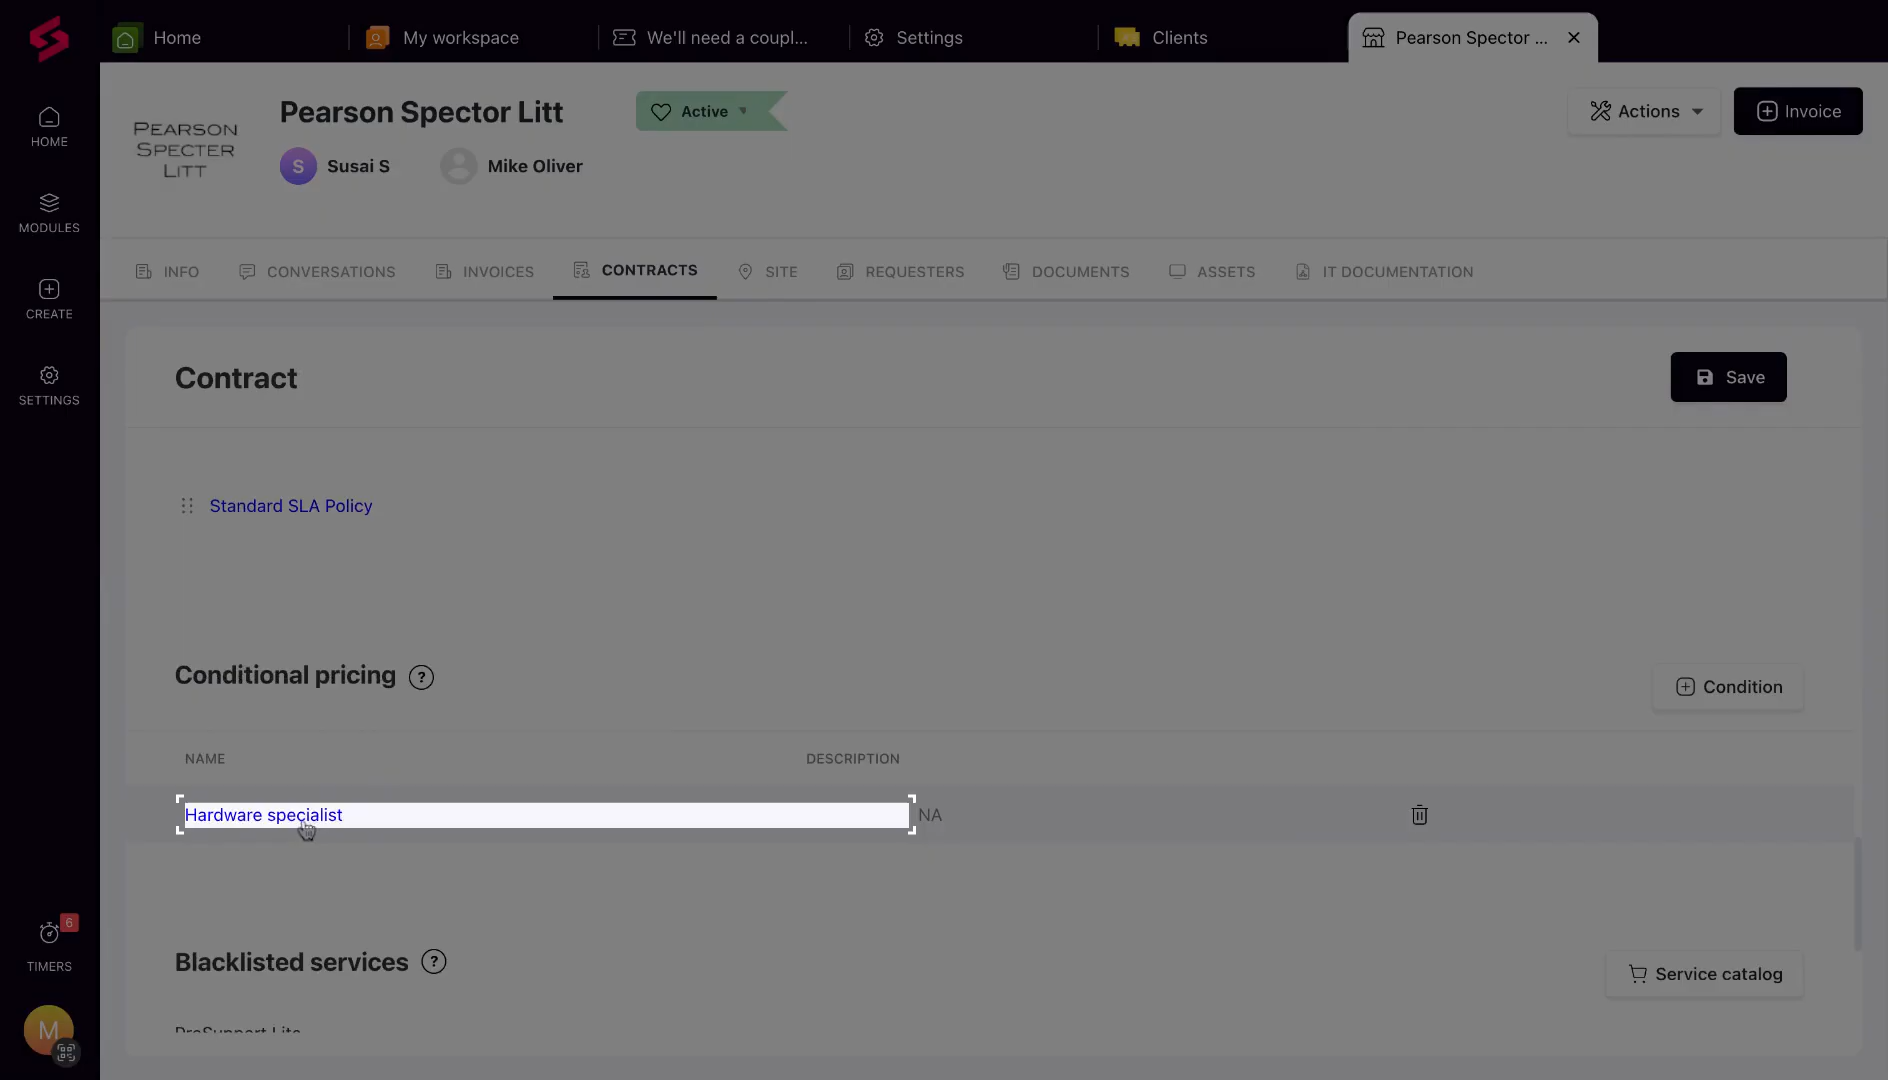 Home
My workspace
We'll need a coupl...
Settings
Clients
Pearson Spector ...
HOME
MODULES
CREATE
SETTINGS
TIMERS
6
M
PEARSON
SPECTER
LITT
Pearson Spector Litt
Active
Susai S
S
Mike Oliver
Actions
Invoice
INFO
CONVERSATIONS
INVOICES
CONTRACTS
SITE
REQUESTERS
DOCUMENTS
ASSETS
IT DOCUMENTATION
Contract
Save
Standard SLA Policy
Conditional pricing ?
Condition
NAME
DESCRIPTION
Hardware specialist
NA
Blacklisted services ?
Service catalog
ProSupport Lite